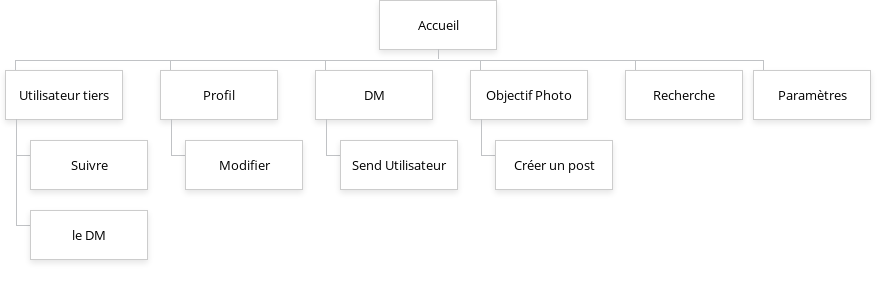 Accueil
Utilisateur tiers
Profil
DM
Objectif Photo
Recherche
Paramètres
Suivre
Modifier
Send Utilisateur
Créer un post
le DM